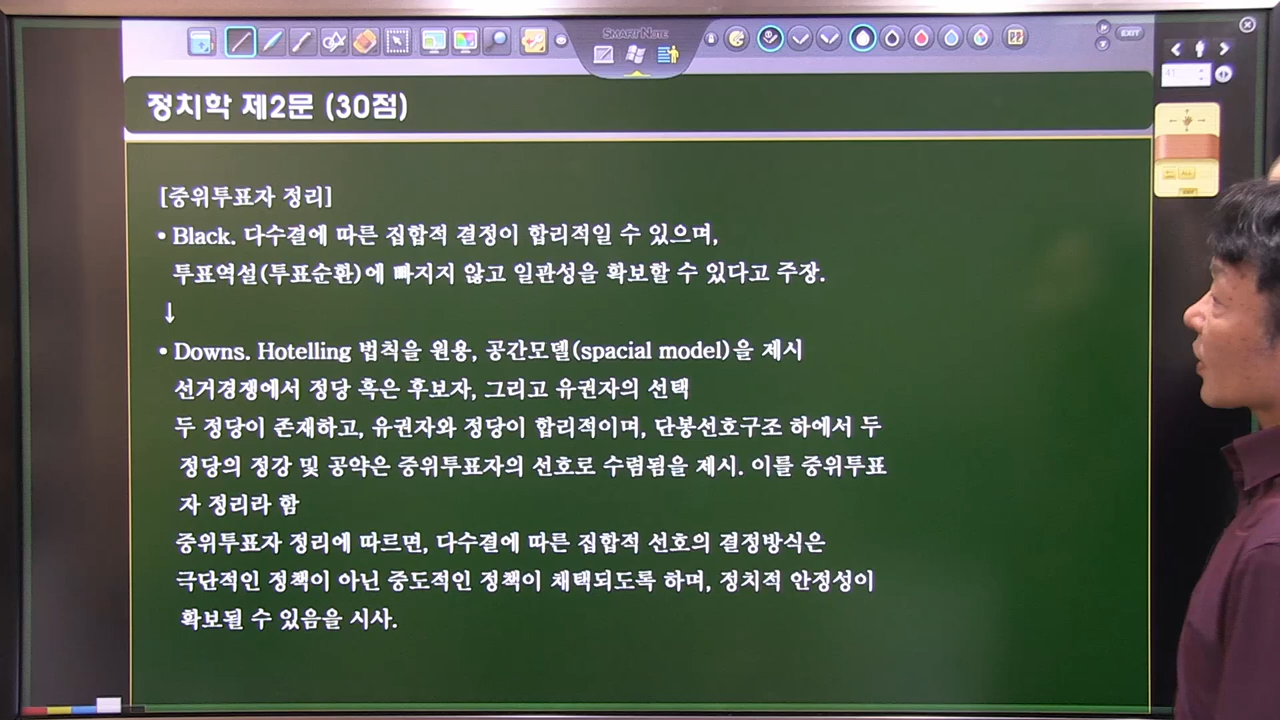 SMART NOTE
EXIT
41
정치학 제2문 (30점)
[중위투표자 정리]
• Black. 다수결에 따른 집합적 결정이 합리적일 수 있으며,
투표역설(투표순환)에 빠지지 않고 일관성을 확보할 수 있다고 주장.
↓
• Downs. Hotelling 법칙을 원용, 공간모델(spacial model)을 제시
선거경쟁에서 정당 혹은 후보자, 그리고 유권자의 선택
두 정당이 존재하고, 유권자와 정당이 합리적이며, 단봉선호구조 하에서 두
정당의 정강 및 공약은 중위투표자의 선호로 수렴됨을 제시. 이를 중위투표
자 정리라 함
중위투표자 정리에 따르면, 다수결에 따른 집합적 선호의 결정방식은
극단적인 정책이 아닌 중도적인 정책이 채택되도록 하며, 정치적 안정성이
확보될 수 있음을 시사.